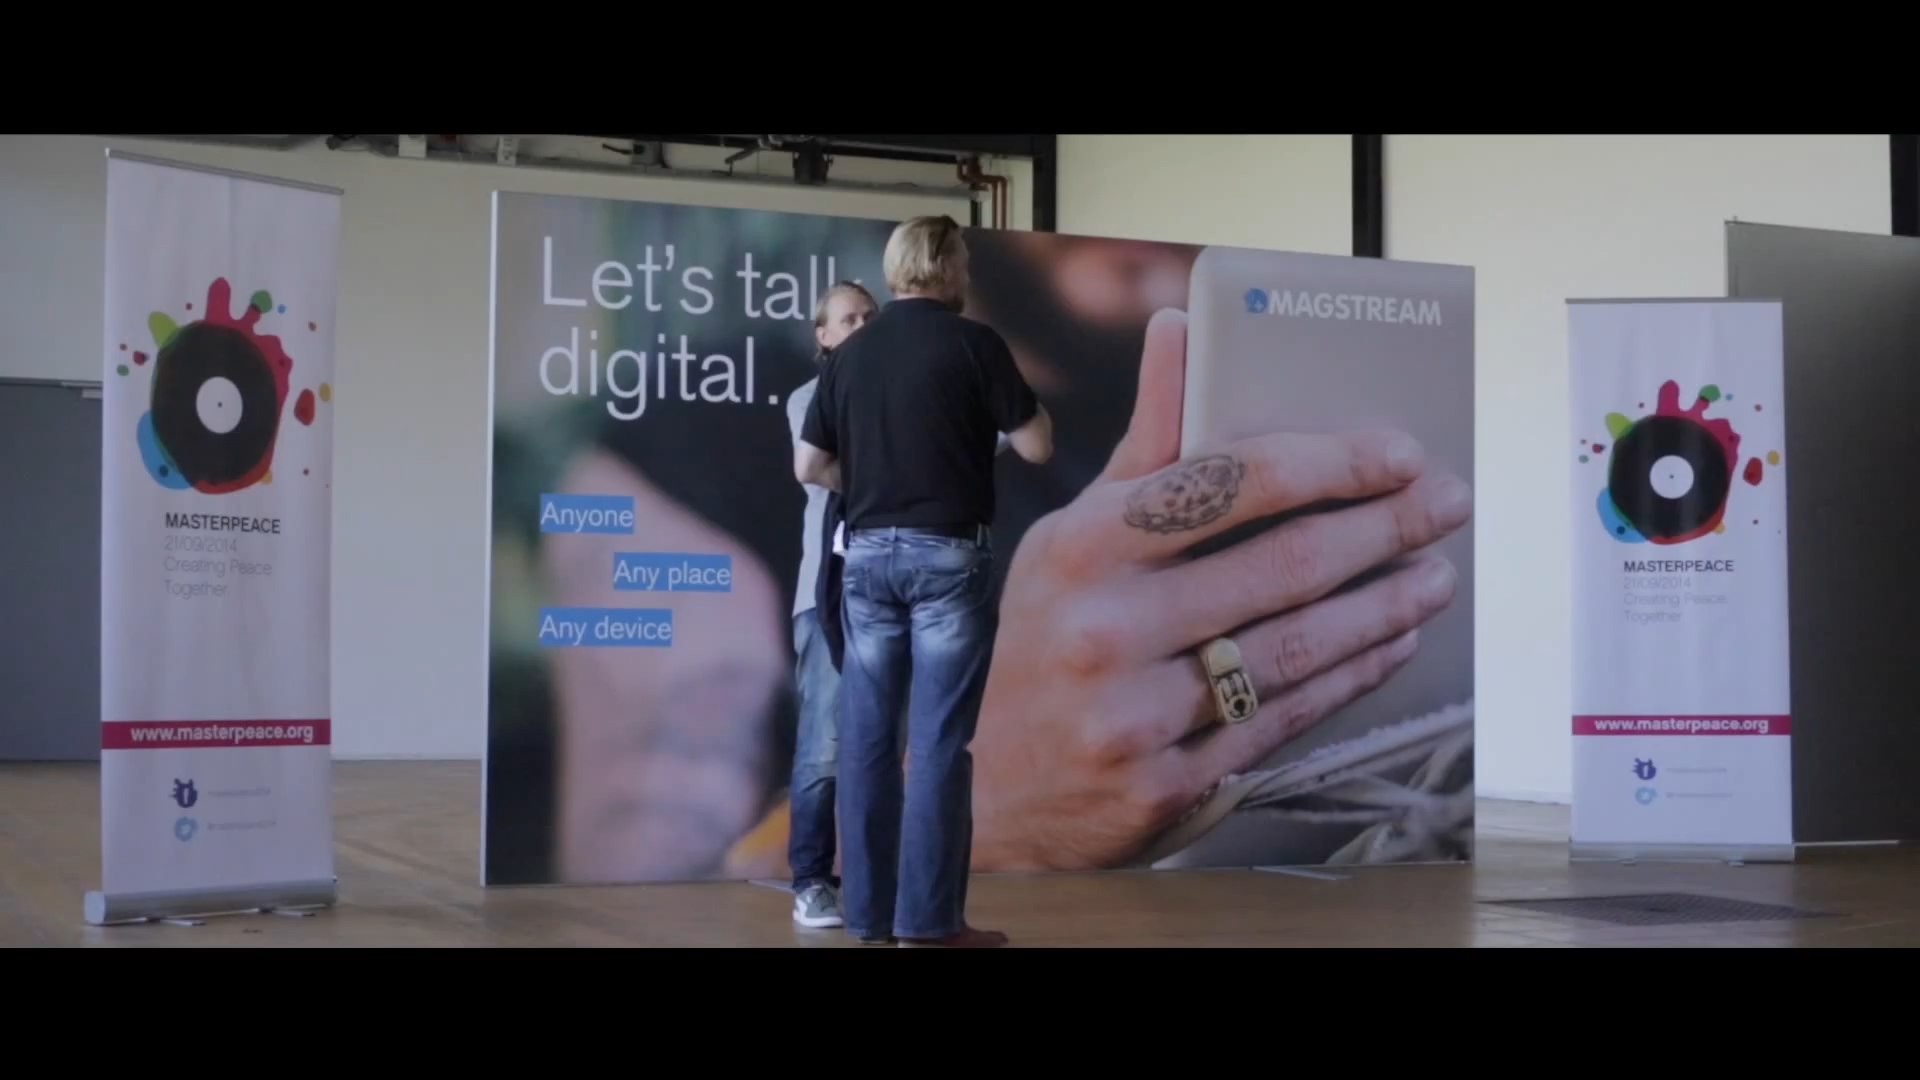 MASTERPEACE
21/09/2014
Creating Peace
Together
www.masterpeace.org
Let's talk
digital.
Anyone
Any place
Any device
MAGSTREAM
MASTERPEACE
21/09/2014
Creating Peace
Together
www.masterpeace.org